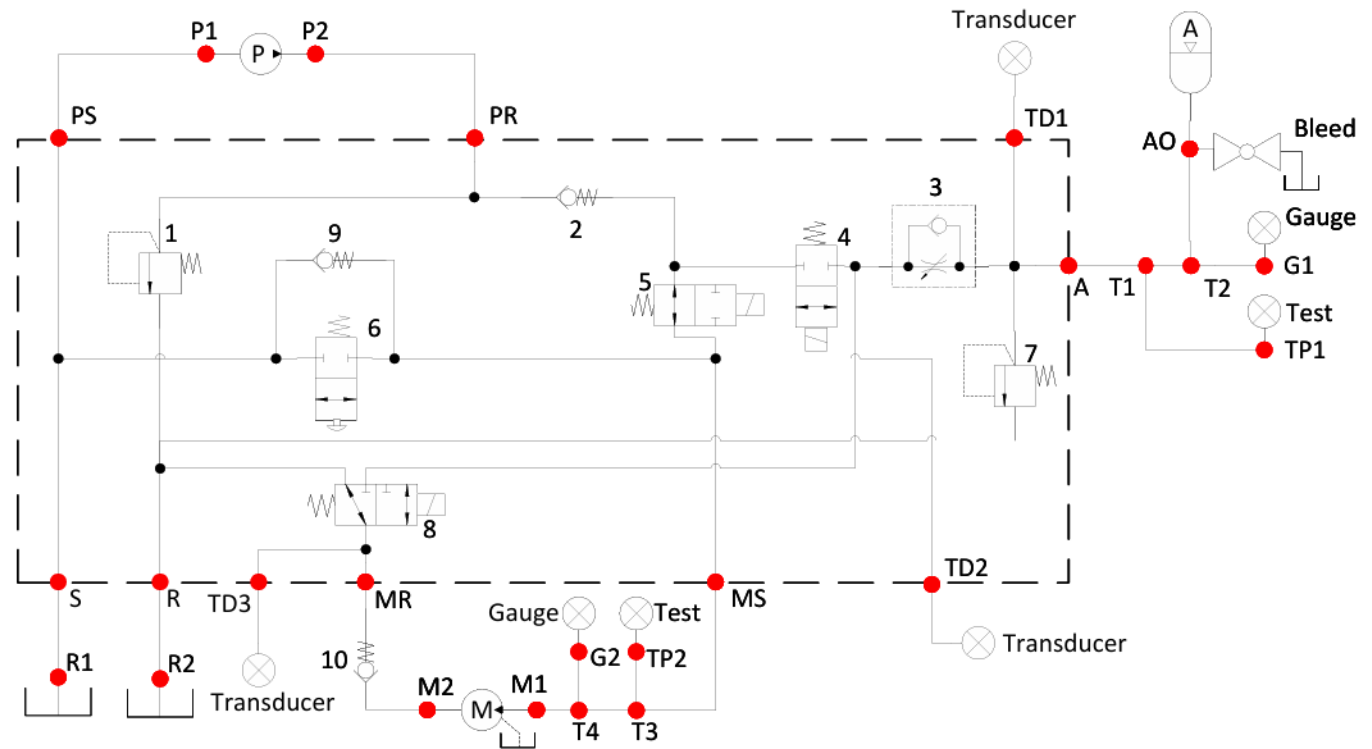 Transducer
P1
P2
P
A
PS
PR
TD1
AO
Bleed
1
2
3
Gauge
9
4
5
A
T1
T2
G1
6
Test
7
TP1
8
S
R
TD3
MR
MS
TD2
Gauge
Test
Transducer
R1
R2
10
G2
TP2
Transducer
M2
M
M1
T4
T3